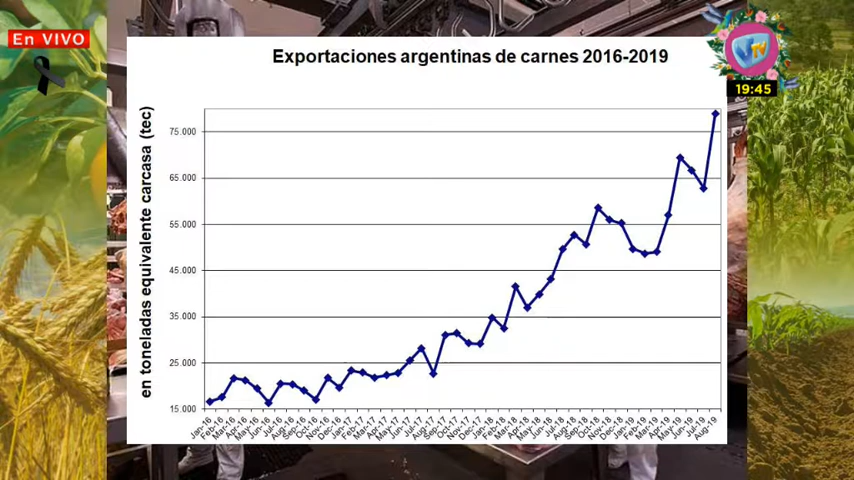 En VIVO
TV
19:45
Exportaciones argentinas de carnes 2016-2019
en toneladas equivalente carcasa (tec)
75.000
65.000
55.000
45.000
35.000
25.000
15.000
Jan-16
Feb-16
Mar-16
Apr-16
May-16
Jun-16
Jul-16
Aug-16
Sep-16
Oct-16
Nov-16
Dec-16
Jan-17
Feb-17
Mar-17
Apr-17
May-17
Jun-17
Jul-17
Aug-17
Sep-17
Oct-17
Nov-17
Dec-17
Jan-18
Feb-18
Mar-18
Apr-18
May-18
Jun-18
Jul-18
Aug-18
Sep-18
Oct-18
Nov-18
Dec-18
Jan-19
Feb-19
Mar-19
Apr-19
May-19
Jun-19
Jul-19
Aug-19